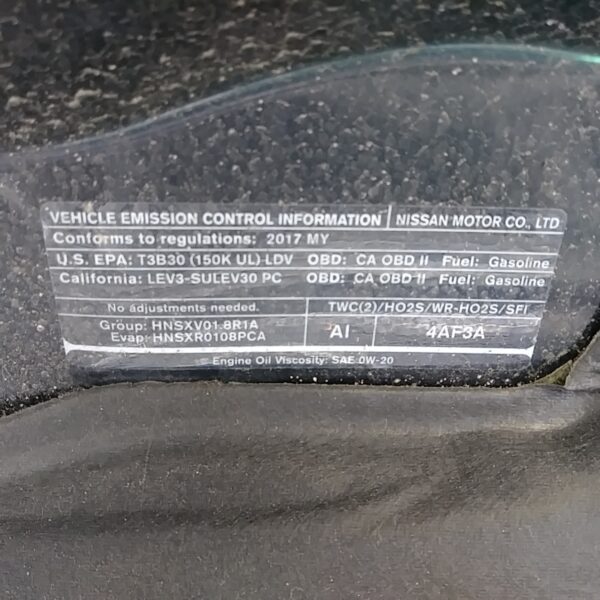 VEHICLE EMISSION CONTROL INFORMATION NISSAN MOTOR CO., LTD
Conforms to regulations: 2017 MY
U.S. EPA: T3B30 (150K UL) LDV OBD: CA OBD II Fuel: Gasoline
California: LEV3-SULEV30 PC OBD: CA OBD II Fuel: Gasoline
No adjustments needed. TWC(2)/HO2S/WR-HO2S/SFI
Group: HNSXV01.8R1A
Evap: HNSXR0108PCA
AI 4AF3A
Engine Oil Viscosity: SAE 0W-20